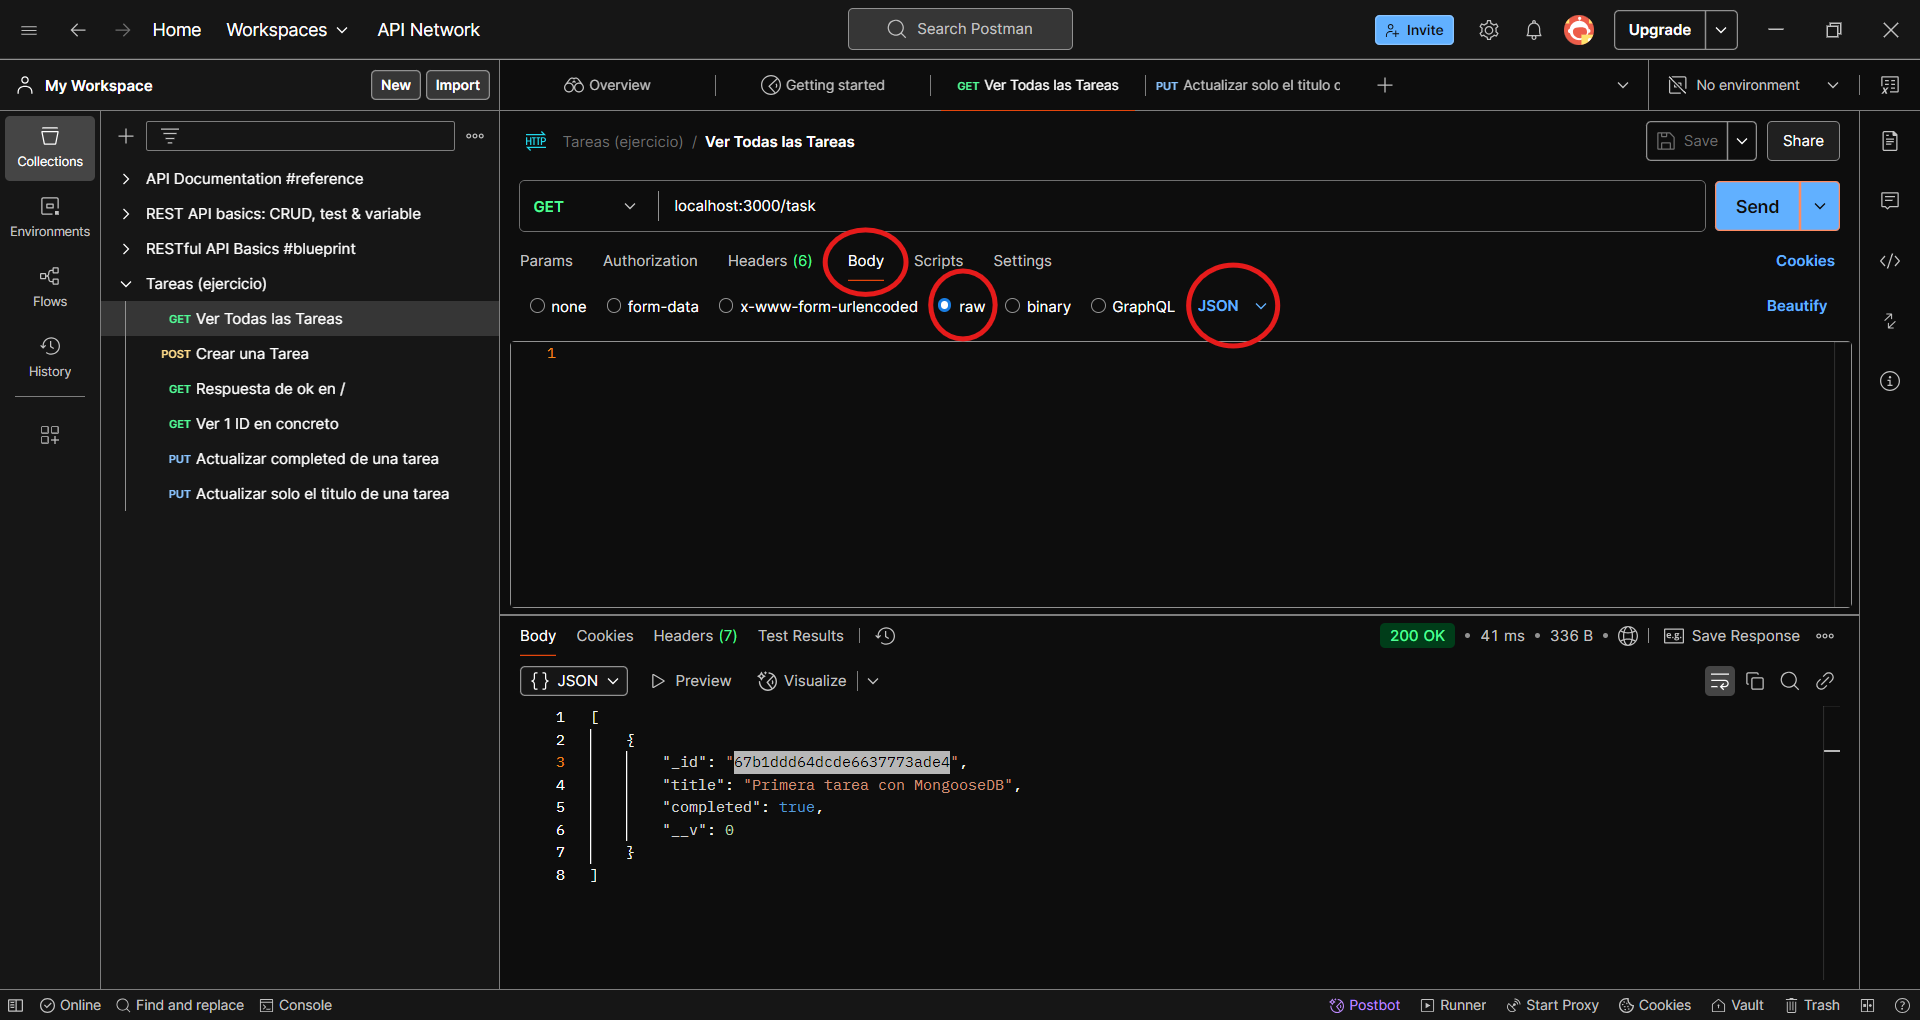 Home Workspaces API Network Search Postman Invite Upgrade
My Workspace New Import Overview Getting started GET Ver Todas las Tareas PUT Actualizar solo el titulo c No environment
Collections
Environments
Flows
History
API Documentation #reference
REST API basics: CRUD, test & variable
RESTful API Basics #blueprint
Tareas (ejercicio)
GET Ver Todas las Tareas
POST Crear una Tarea
GET Respuesta de ok en /
GET Ver 1 ID en concreto
PUT Actualizar completed de una tarea
PUT Actualizar solo el titulo de una tarea
HTTP Tareas (ejercicio) / Ver Todas las Tareas Save Share
GET localhost:3000/task Send
Params Authorization Headers (6) Body Scripts Settings Cookies
none form-data x-www-form-urlencoded raw binary GraphQL JSON Beautify
1
Body Cookies Headers (7) Test Results 200 OK • 41 ms • 336 B • e.g. Save Response
{} JSON Preview Visualize
1 [
2 {
3 "_id": "67b1ddd64dcde6637773ade4",
4 "title": "Primera tarea con MongooseDB",
5 "completed": true,
6 "__v": 0
7 }
8 ]
Online Find and replace Console Postbot Runner Start Proxy Cookies Vault Trash